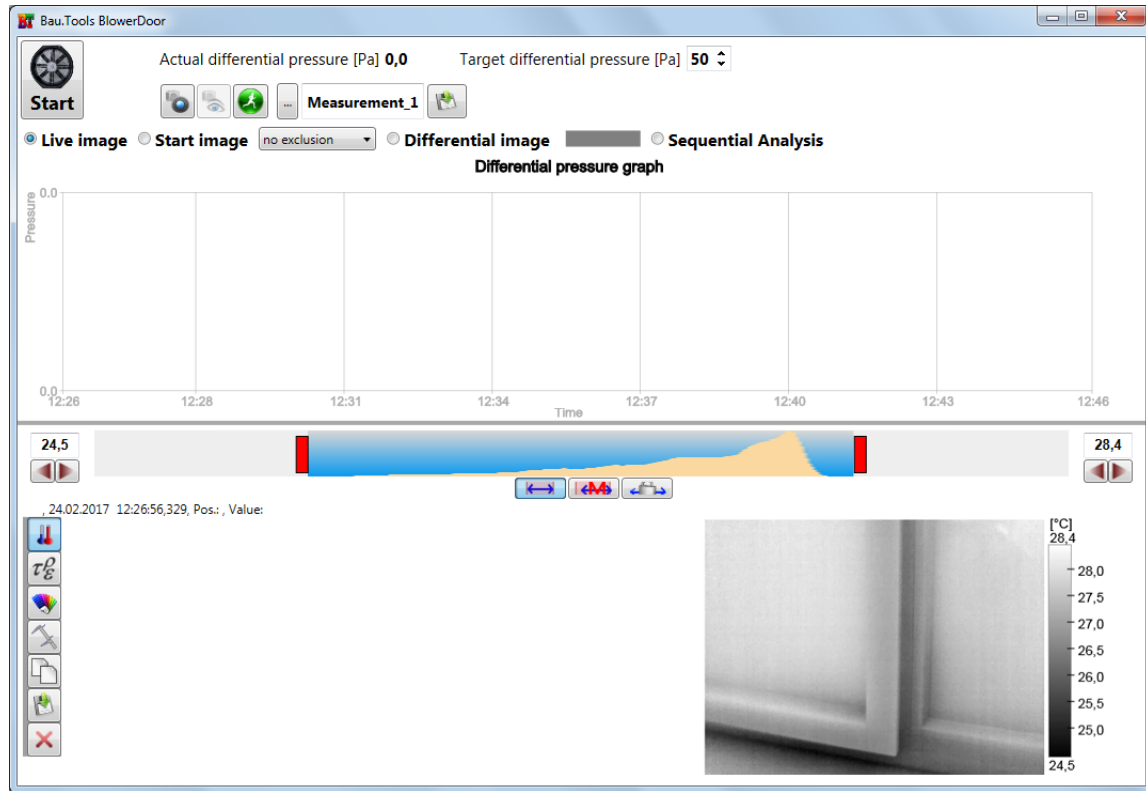 BT Bau.Tools BlowerDoor
Start
Actual differential pressure [Pa] 0,0
Target differential pressure [Pa] 50
... Measurement_1
Live image Start image no exclusion Differential image Sequential Analysis
Differential pressure graph
0.0
Pressure
0.0
12:26 12:28 12:31 12:34 12:37 12:40 12:43 12:46
Time
24,5
28,4
M
, 24.02.2017 12:26:56,329, Pos.: , Value:
τρε
[°C]
28,4
28,0
27,5
27,0
26,5
26,0
25,5
25,0
24,5